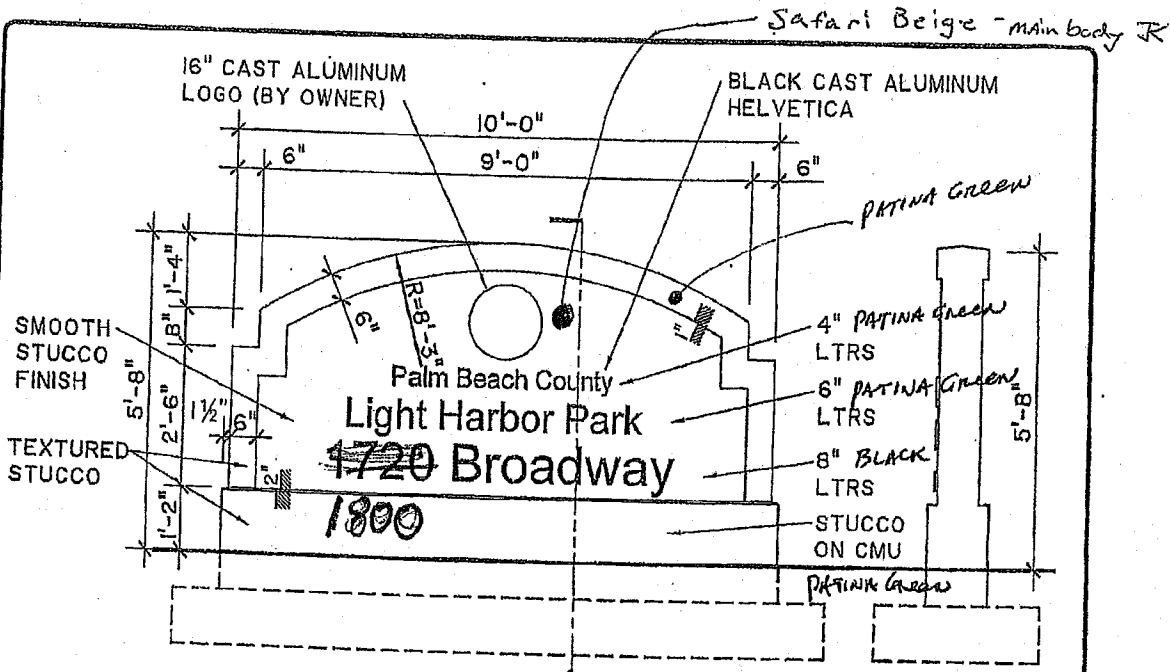 Safari Beige - main body JK
16" CAST ALUMINUM
LOGO (BY OWNER)
BLACK CAST ALUMINUM
HELVETICA
10'-0"
6"
9'-0"
6"
PATINA GREEN
1'-4"
8"
R=8'-3"
6"
1"
SMOOTH
STUCCO
FINISH
5'-8"
2'-6"
1 1/2"
6"
Palm Beach County
4" PATINA GREEN
LTRS
Light Harbor Park
6" PATINA GREEN
LTRS
5'-8"
TEXTURED
STUCCO
1720 Broadway
8" BLACK
LTRS
2"
1'-2"
1800
STUCCO
ON CMU
PATINA Green